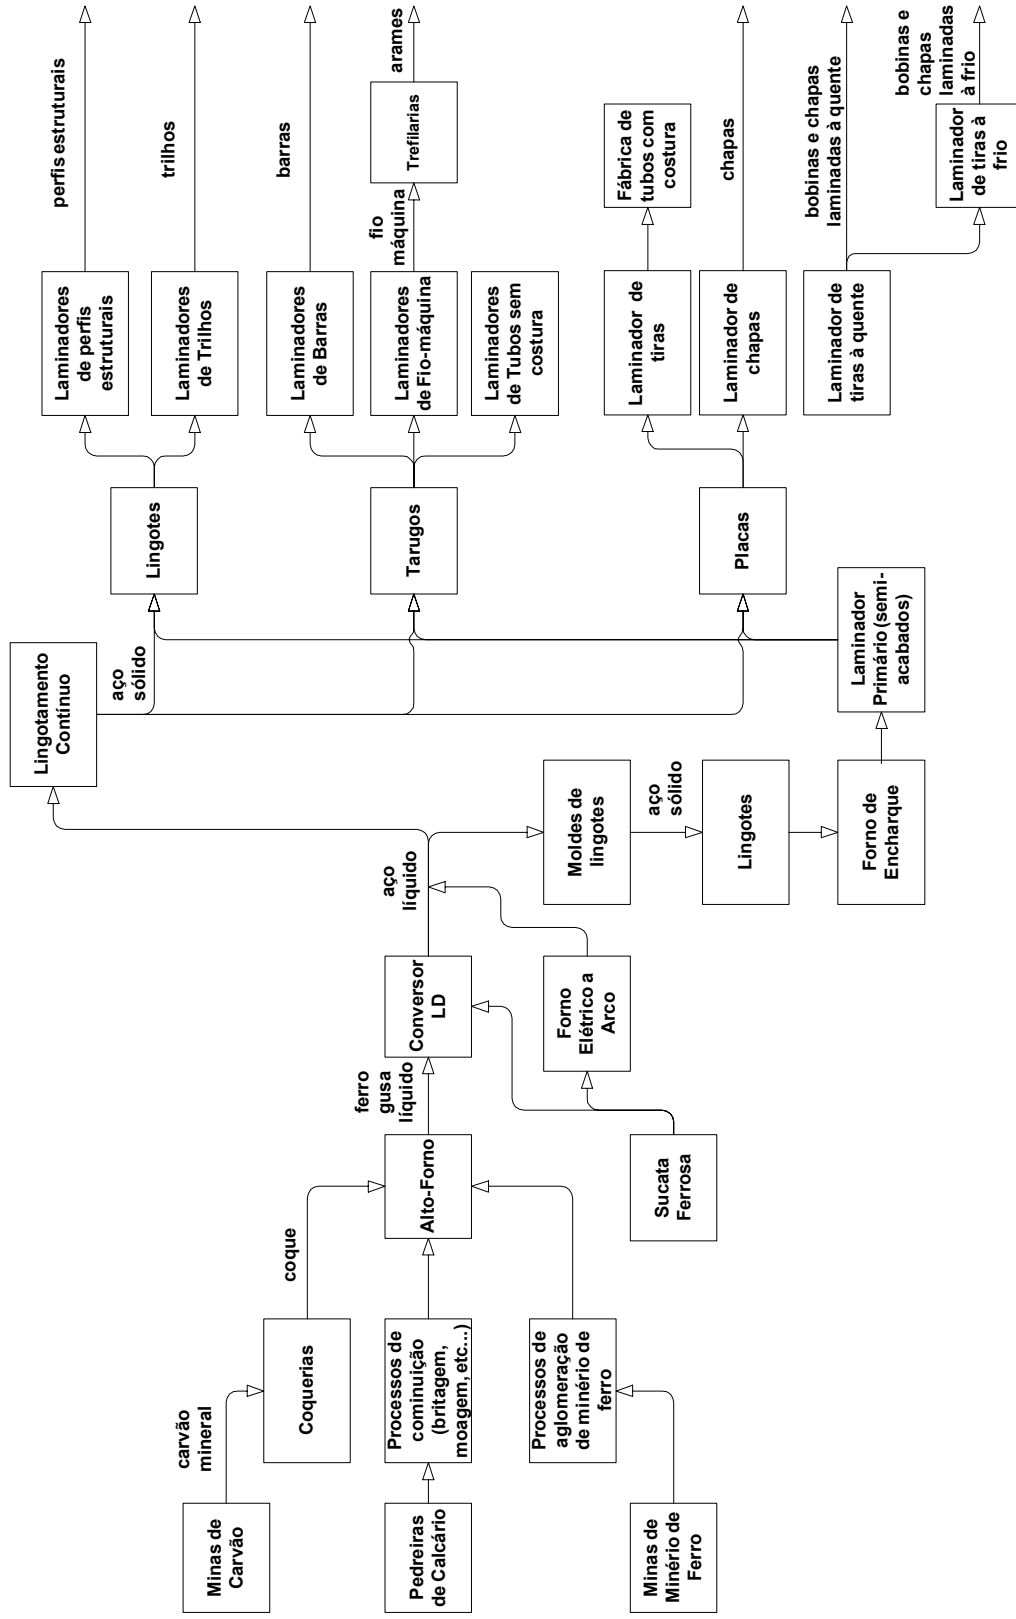 Minas de
Carvão
carvão
mineral
Coquerias
coque
Pedreiras
de Calcário
Processos de
cominuição
(britagem,
moagem, etc...)
Minas de
Minério de
Ferro
Processos de
aglomeração
de minério de
ferro
Alto-Forno
ferro
gusa
líquido
Sucata
Ferrosa
Conversor
LD
Forno
Elétrico a
Arco
aço
líquido
Lingotamento
Contínuo
aço
sólido
Moldes de
lingotes
aço
sólido
Lingotes
Forno de
Encharque
Laminador
Primário (semi-
acabados)
Lingotes
Tarugos
Placas
Laminadores
de perfis
estruturais
perfis estruturais
Laminadores
de Trilhos
trilhos
Laminadores
de Barras
barras
Laminadores
de Fio-máquina
fio
máquina
Trefilarias
arames
Laminadores
de Tubos sem
costura
Laminador de
tiras
Fábrica de
tubos com
costura
Laminador de
chapas
chapas
Laminador de
tiras à quente
bobinas e chapas
laminadas à quente
Laminador
de tiras à
frio
bobinas e
chapas
laminadas
à frio